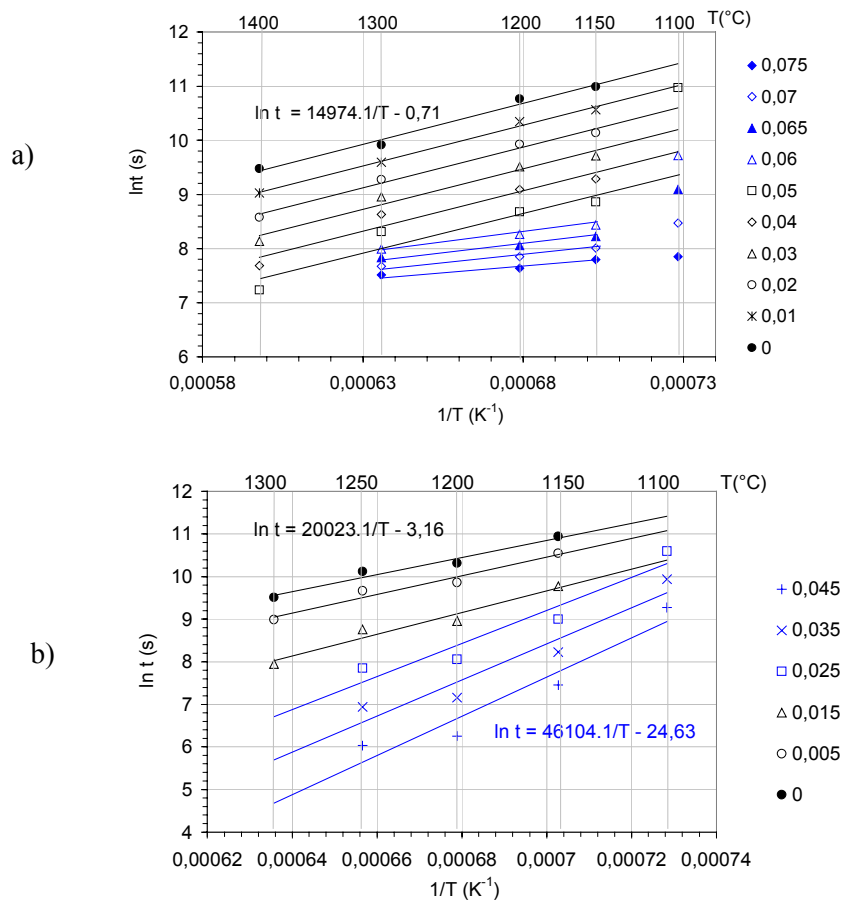 1400 1300 1200 1150 1100 T(°C)
a)
12
11
10
9
8
7
6
lnt (s)
ln t = 14974.1/T - 0,71
0,00058 0,00063 0,00068 0,00073
1/T (K-1)
0,075
0,07
0,065
0,06
0,05
0,04
0,03
0,02
0,01
0
1300 1250 1200 1150 1100 T(°C)
b)
12
11
10
9
8
7
6
5
4
ln t (s)
ln t = 20023.1/T - 3,16
ln t = 46104.1/T - 24,63
0,00062 0,00064 0,00066 0,00068 0,0007 0,00072 0,00074
1/T (K-1)
0,045
0,035
0,025
0,015
0,005
0